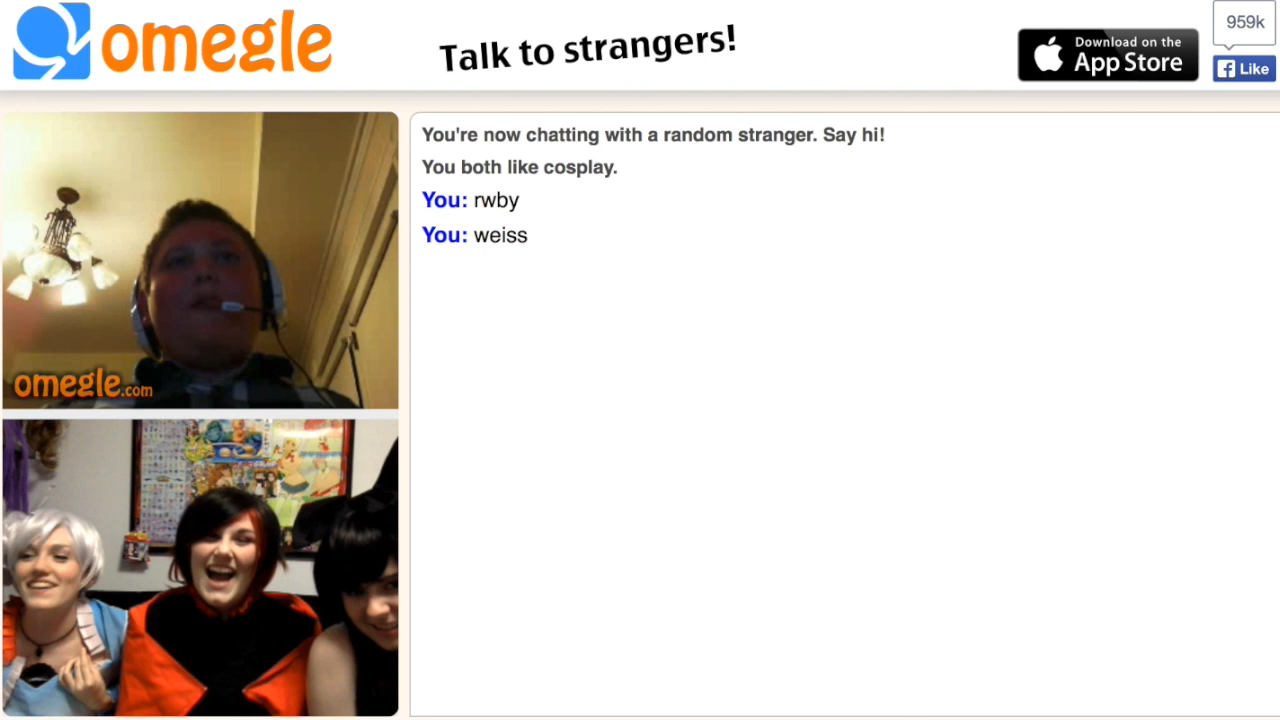 omegle
Talk to strangers!
Download on the
App Store
959k
Like
You're now chatting with a random stranger. Say hi!
You both like cosplay.
You: rwby
You: weiss
omegle.com